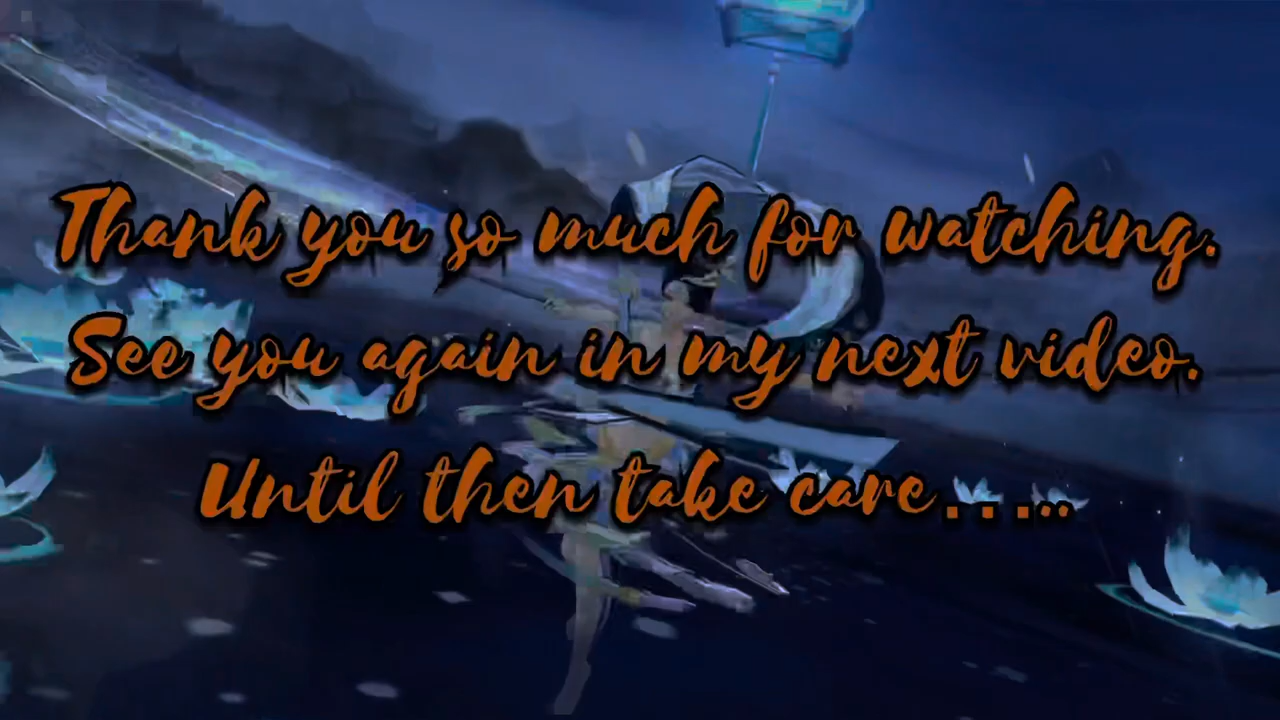 Thank you so much for watching.
See you again in my next video.
Until then take care.....